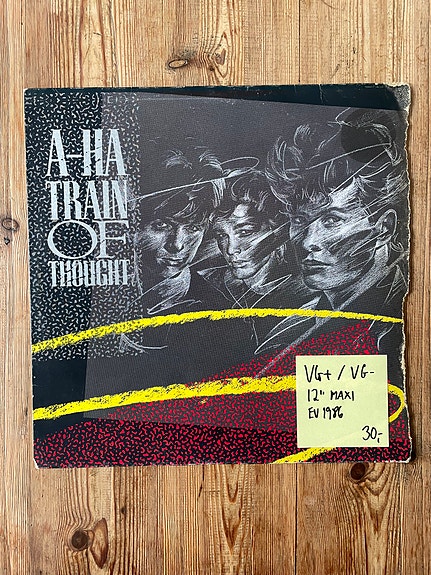 A-HA
TRAIN
OF
THOUGHT
VG+ / VG-
12" MAXI
EU 1986
30,-